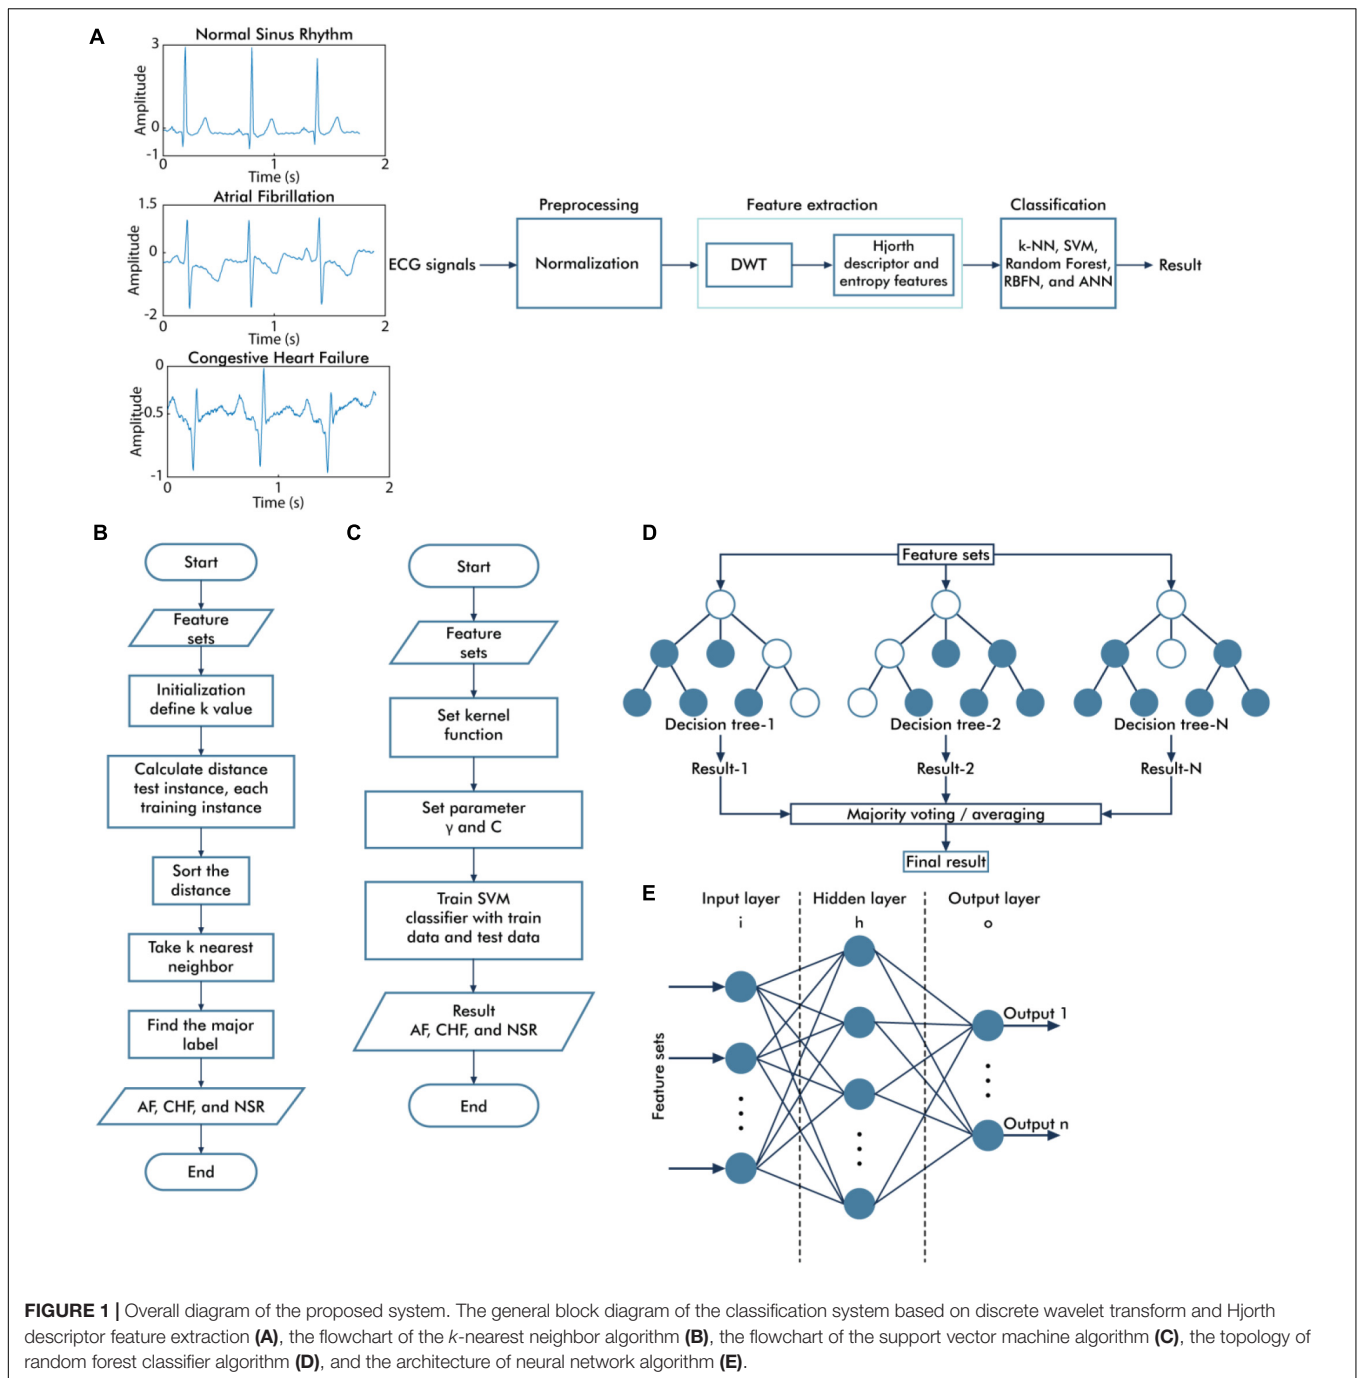 A
Normal Sinus Rhythm
3
0
-1
Amplitude
0
1
2
Time (s)
Atrial Fibrillation
1.5
0
-2
Amplitude
0
1
2
Time (s)
Congestive Heart Failure
0
-0.5
-1
Amplitude
0
1
2
Time (s)
ECG signals
Preprocessing
Normalization
Feature extraction
DWT
Hjorth
descriptor and
entropy features
Classification
k-NN, SVM,
Random Forest,
RBFN, and ANN
Result
B
Start
Feature
sets
Initialization
define k value
Calculate distance
test instance, each
training instance
Sort the
distance
Take k nearest
neighbor
Find the major
label
AF, CHF, and NSR
End
C
Start
Feature
sets
Set kernel
function
Set parameter
γ and C
Train SVM
classifier with train
data and test data
Result
AF, CHF, and NSR
End
D
Feature sets
Decision tree-1
Decision tree-2
Decision tree-N
Result-1
Result-2
Result-N
Majority voting / averaging
Final result
E
Input layer
i
Hidden layer
h
Output layer
o
Feature sets
Output 1
Output n
FIGURE 1 | Overall diagram of the proposed system. The general block diagram of the classification system based on discrete wavelet transform and Hjorth
descriptor feature extraction (A), the flowchart of the k-nearest neighbor algorithm (B), the flowchart of the support vector machine algorithm (C), the topology of
random forest classifier algorithm (D), and the architecture of neural network algorithm (E).